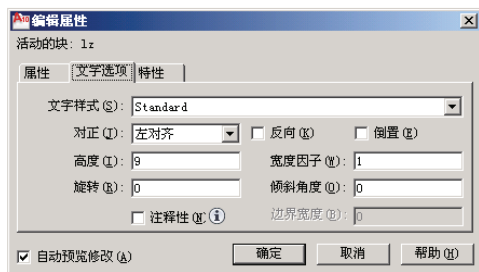 编辑属性
活动的块: lz
属性 文字选项 特性
文字样式(S): Standard
对正(J): 左对齐 反向(K) 倒置(E)
高度(I): 9 宽度因子(W): 1
旋转(R): 0 倾斜角度(O): 0
注释性(N) 边界宽度(B): 0
自动预览修改(A) 确定 取消 帮助(H)